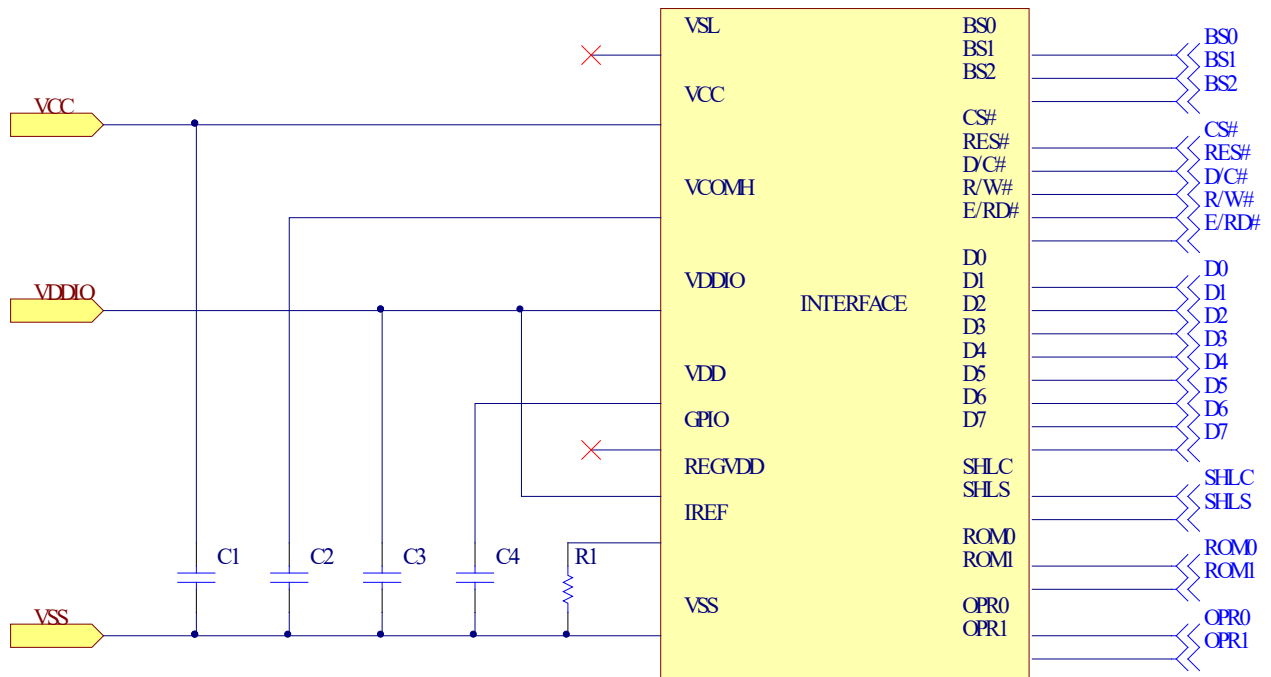 VSL
VCC
VCOMH
VDDIO
VDD
GPIO
REGVDD
IREF
VSS
INTERFACE
BS0
BS1
BS2
CS#
RES#
D/C#
R/W#
E/RD#
D0
D1
D2
D3
D4
D5
D6
D7
SHLC
SHLS
ROM0
ROM1
OPR0
OPR1
VCC
VDDIO
VSS
C1
C2
C3
C4
R1
BS0
BS1
BS2
CS#
RES#
D/C#
R/W#
E/RD#
D0
D1
D2
D3
D4
D5
D6
D7
SHLC
SHLS
ROM0
ROM1
OPR0
OPR1